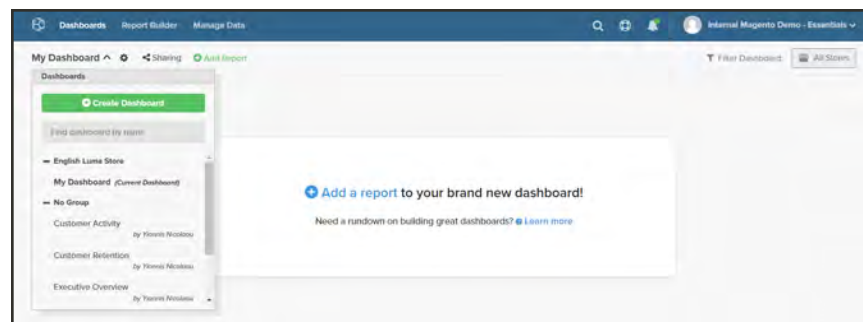 Dashboards Report Builder Manage Data Internal Magento Demo - Essentials
My Dashboard Sharing Add Report Filter Dashboard All Stores
Dashboards
Create Dashboard
Find dashboard by name
English Luma Store
My Dashboard (Current Dashboard)
No Group
Customer Activity
by Yiannis Nicolaou
Customer Retention
by Yiannis Nicolaou
Executive Overview
by Yiannis Nicolaou
Add a report to your brand new dashboard!
Need a rundown on building great dashboards? Learn more